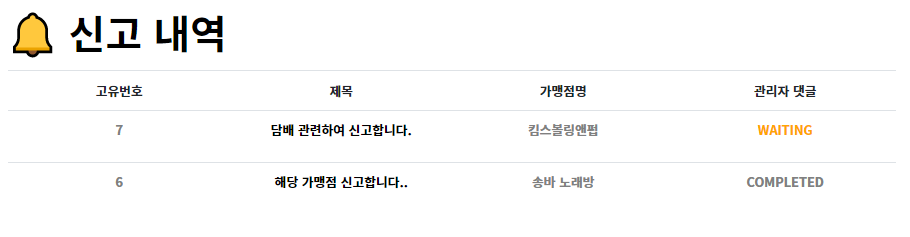 신고 내역
고유번호 제목 가맹점명 관리자 댓글
7 담배 관련하여 신고합니다. 킴스볼링앤펍 WAITING
6 해당 가맹점 신고합니다.. 송바 노래방 COMPLETED